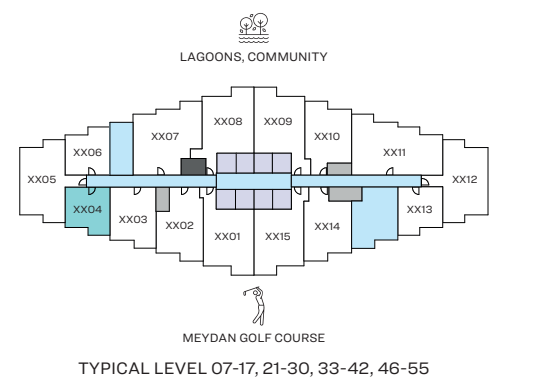 LAGOONS, COMMUNITY
XX08 XX09
XX07 XX10
XX06 XX11
XX05 XX12
XX04 XX13
XX03 XX02 XX14
XX01 XX15
MEYDAN GOLF COURSE
TYPICAL LEVEL 07-17, 21-30, 33-42, 46-55